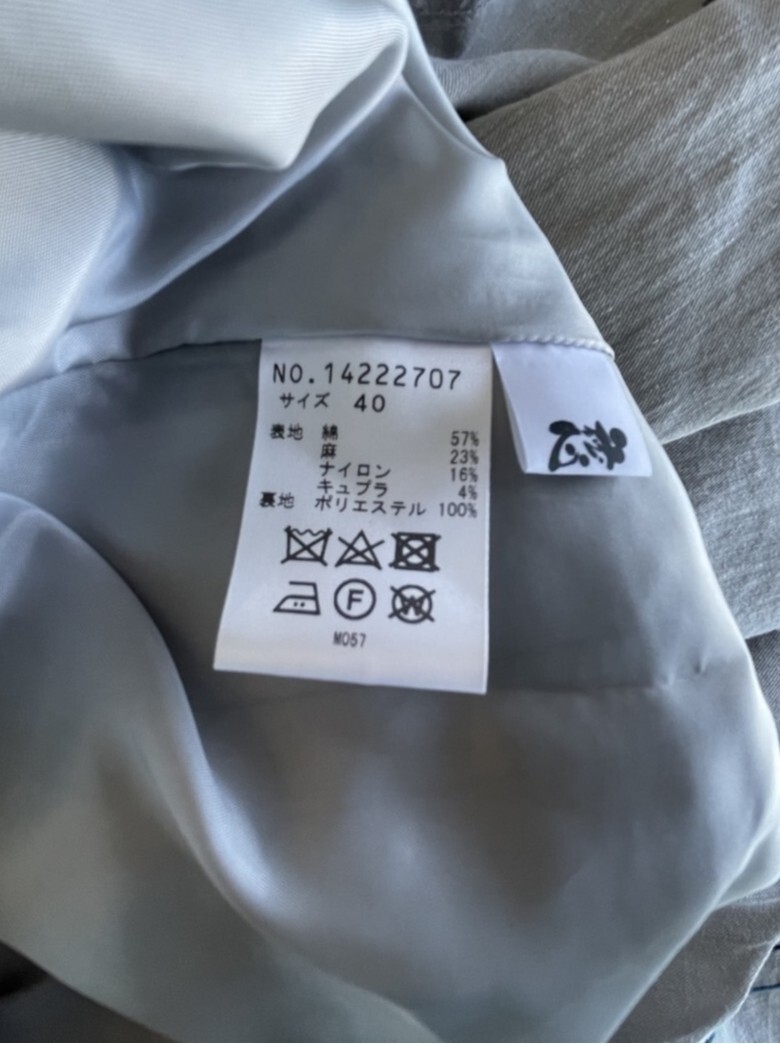 NO.14222707
サイズ 40
表地 綿 57%
麻 23%
ナイロン 16%
キュプラ 4%
裏地 ポリエステル 100%
F
W
M057